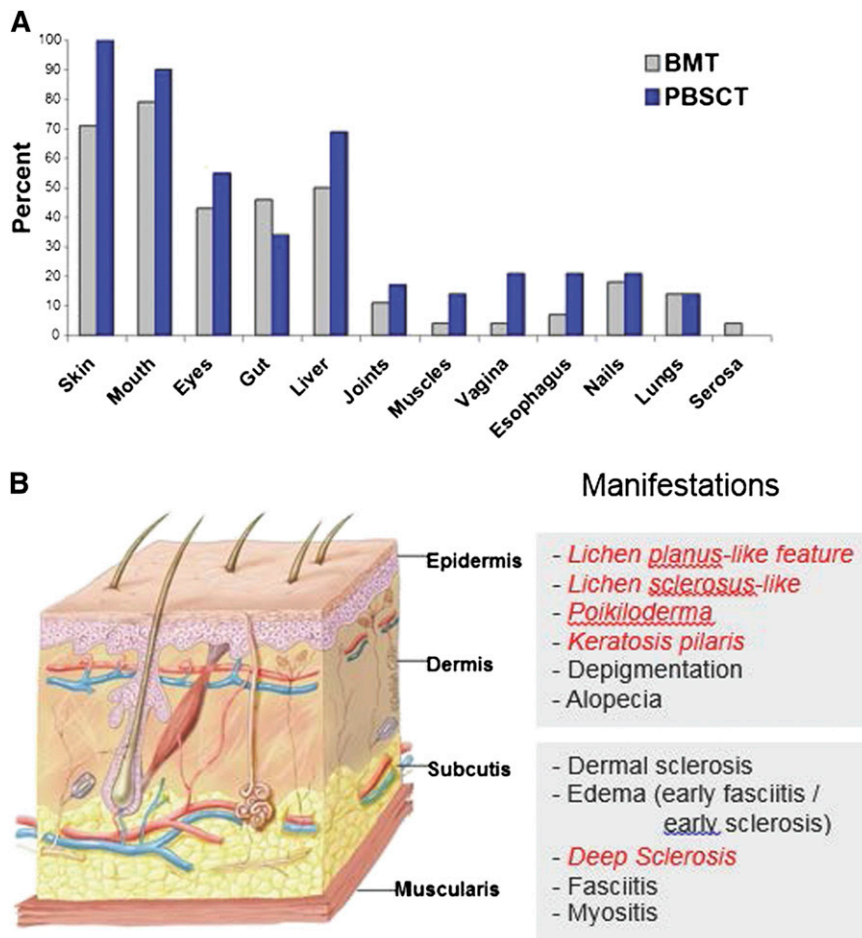 A
100
90
80
70
60
50
40
30
20
10
0
Percent
BMT
PBSCT
Skin
Mouth
Eyes
Gut
Liver
Joints
Muscles
Vagina
Esophagus
Nails
Lungs
Serosa
B
Manifestations
Epidermis
Dermis
Subcutis
Muscularis
- Lichen planus-like feature
- Lichen sclerosus-like
- Poikiloderma
- Keratosis pilaris
- Depigmentation
- Alopecia
- Dermal sclerosis
- Edema (early fasciitis /
early sclerosis)
- Deep Sclerosis
- Fasciitis
- Myositis